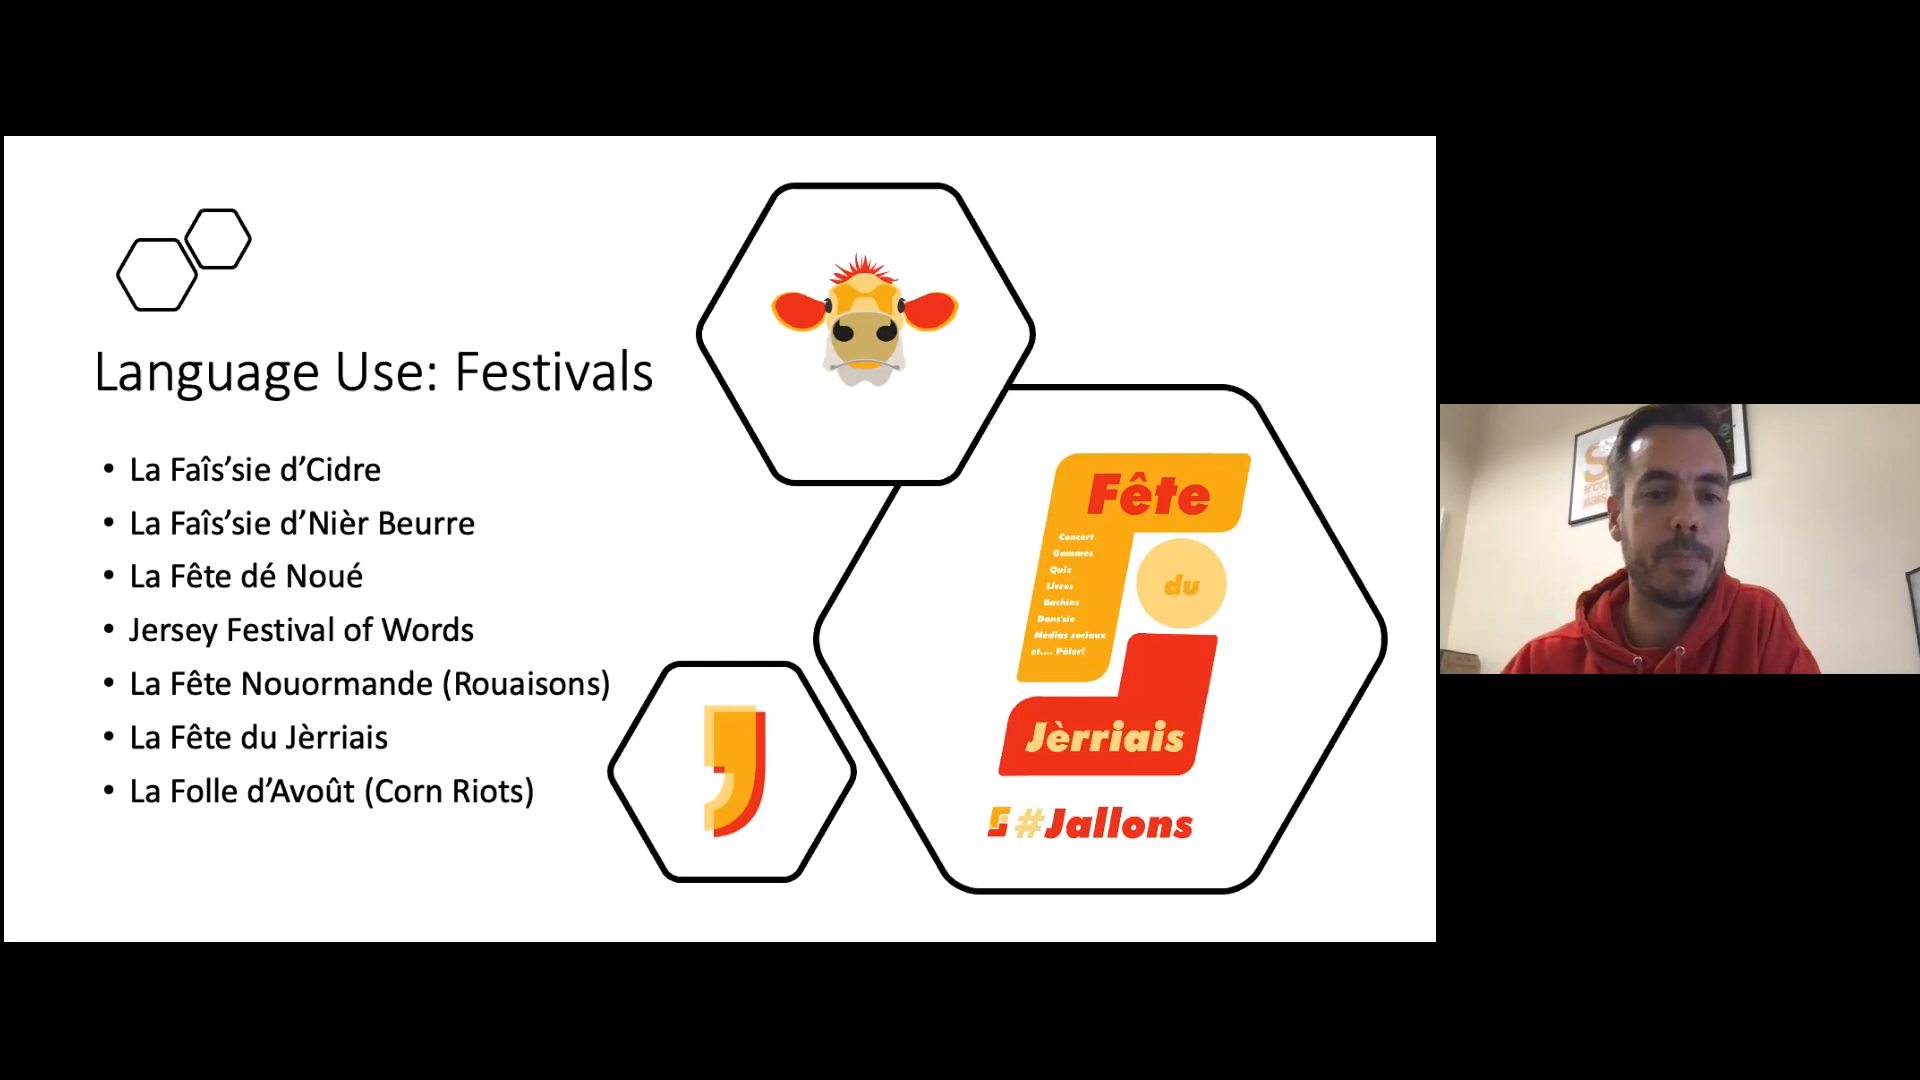 Language Use: Festivals
• La Faîs’sie d’Cidre
• La Faîs’sie d’Nièr Beurre
• La Fête dé Noué
• Jersey Festival of Words
• La Fête Nouormande (Rouaisons)
• La Fête du Jèrriais
• La Folle d’Avoût (Corn Riots)
Fête
Concert
Gammes
Quix
Livres
Bachins
Dans'sie
Médias sociaux
et.... Pâler!
du
Jèrriais
#Jallons